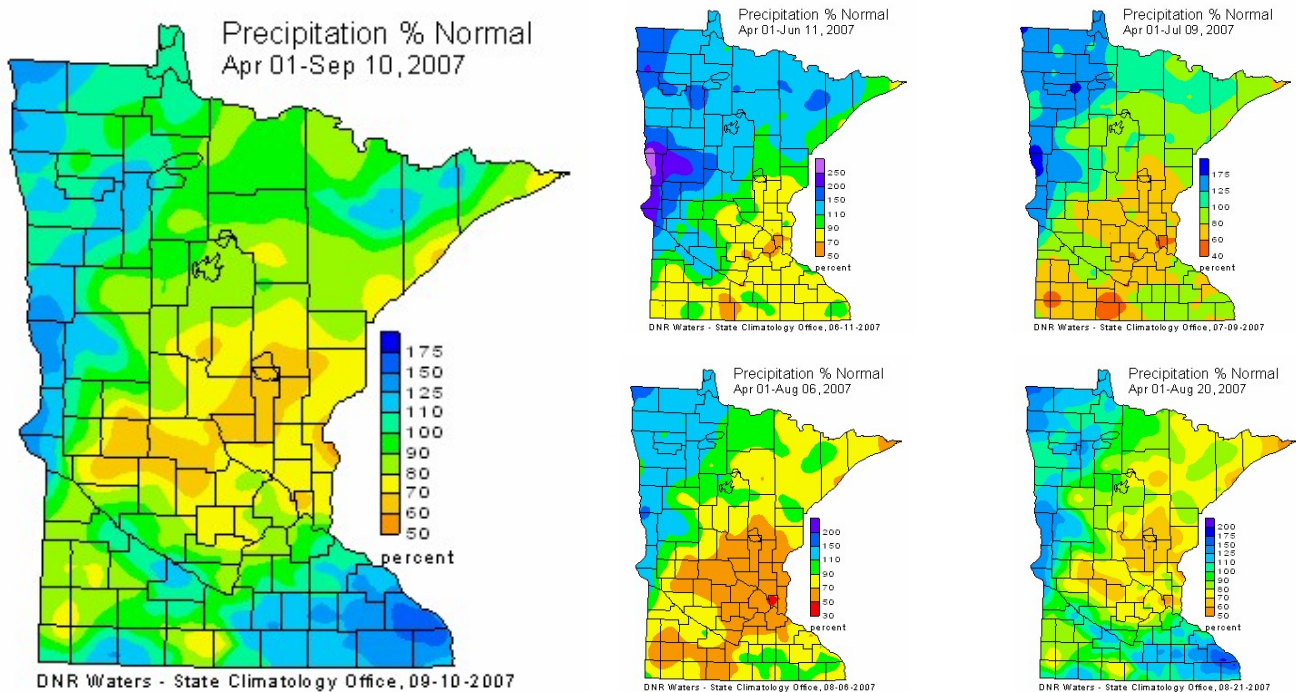 Precipitation % Normal
Apr 01-Sep 10, 2007
175
150
125
110
100
90
80
70
60
50
percent
DNR Waters - State Climatology Office, 09-10-2007
Precipitation % Normal
Apr 01-Jun 11, 2007
250
200
150
110
90
70
50
percent
DNR Waters - State Climatology Office, 06-11-2007
Precipitation % Normal
Apr 01-Jul 09, 2007
175
125
100
80
60
40
percent
DNR Waters - State Climatology Office, 07-09-2007
Precipitation % Normal
Apr 01-Aug 06, 2007
200
150
110
90
70
50
30
percent
DNR Waters - State Climatology Office, 08-06-2007
Precipitation % Normal
Apr 01-Aug 20, 2007
200
175
150
125
110
100
90
80
70
60
50
percent
DNR Waters - State Climatology Office, 08-21-2007